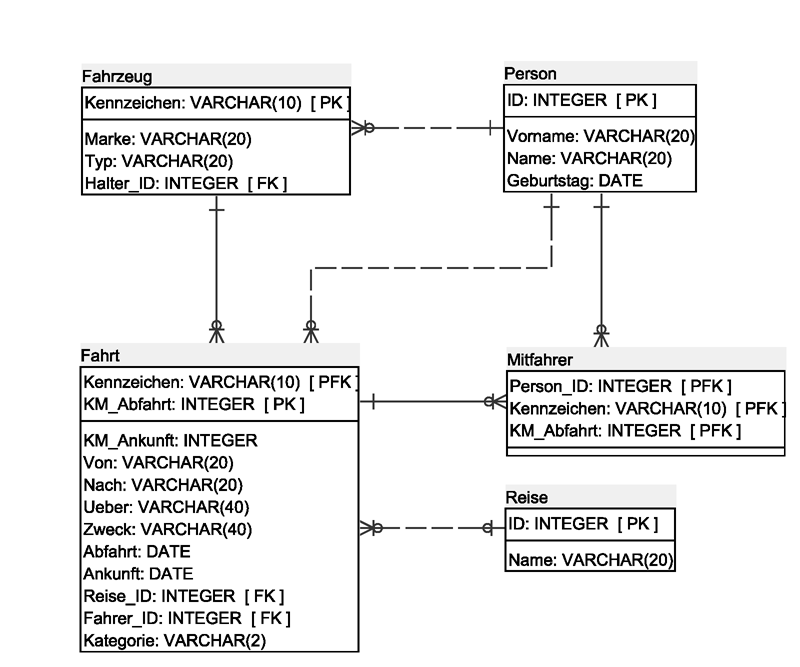 Fahrzeug
Kennzeichen: VARCHAR(10) [ PK ]
Marke: VARCHAR(20)
Typ: VARCHAR(20)
Halter_ID: INTEGER [ FK ]
Person
ID: INTEGER [ PK ]
Vorname: VARCHAR(20)
Name: VARCHAR(20)
Geburtstag: DATE
Fahrt
Kennzeichen: VARCHAR(10) [ PFK ]
KM_Abfahrt: INTEGER [ PK ]
KM_Ankunft: INTEGER
Von: VARCHAR(20)
Nach: VARCHAR(20)
Ueber: VARCHAR(40)
Zweck: VARCHAR(40)
Abfahrt: DATE
Ankunft: DATE
Reise_ID: INTEGER [ FK ]
Fahrer_ID: INTEGER [ FK ]
Kategorie: VARCHAR(2)
Mitfahrer
Person_ID: INTEGER [ PFK ]
Kennzeichen: VARCHAR(10) [ PFK ]
KM_Abfahrt: INTEGER [ PFK ]
Reise
ID: INTEGER [ PK ]
Name: VARCHAR(20)